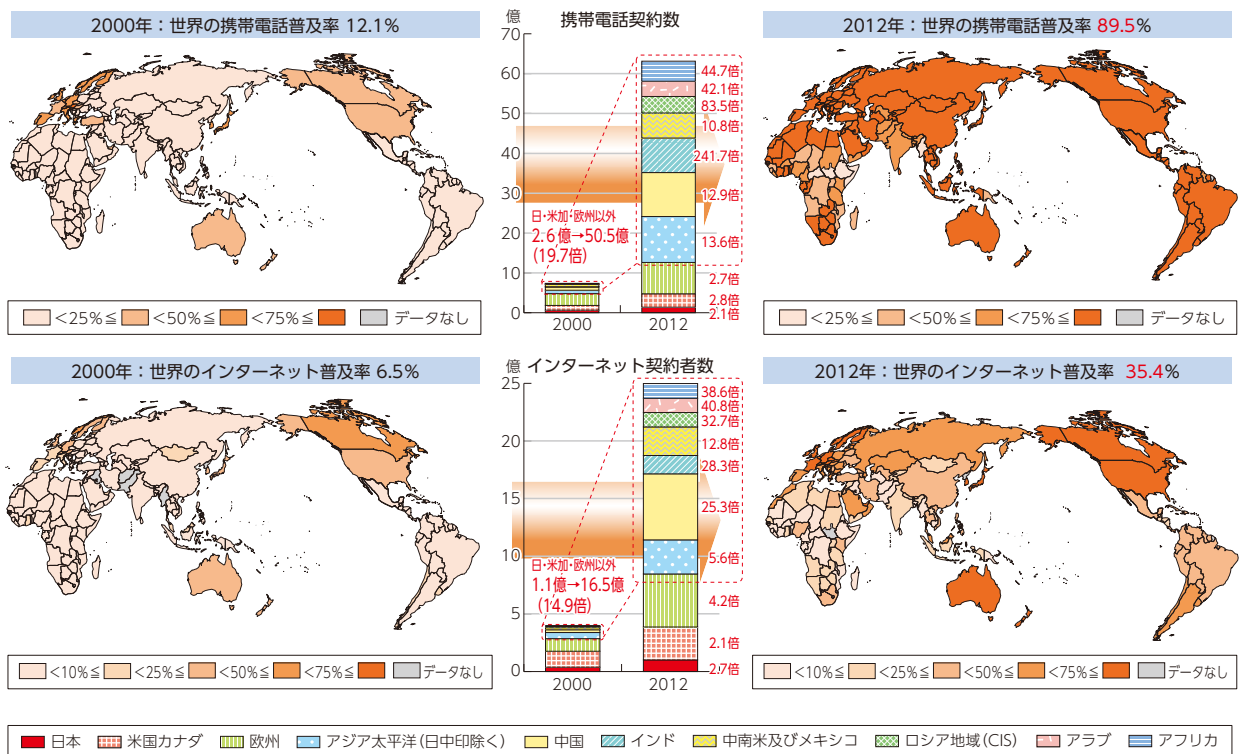 2000年：世界の携帯電話普及率 12.1%
<25%≦ <50%≦ <75%≦ データなし
億 携帯電話契約数
70
60
50
40
30
20
10
0
44.7倍
42.1倍
83.5倍
10.8倍
241.7倍
12.9倍
13.6倍
2.7倍
2.8倍
2.1倍
日・米加・欧州以外
2.6億→50.5億
(19.7倍)
2000 2012
2012年：世界の携帯電話普及率 89.5%
<25%≦ <50%≦ <75%≦ データなし
2000年：世界のインターネット普及率 6.5%
<10%≦ <25%≦ <50%≦ <75%≦ データなし
億 インターネット契約者数
25
20
15
10
5
0
38.6倍
40.8倍
32.7倍
12.8倍
28.3倍
25.3倍
5.6倍
4.2倍
2.1倍
2.7倍
日・米加・欧州以外
1.1億→16.5億
(14.9倍)
2000 2012
2012年：世界のインターネット普及率 35.4%
<10%≦ <25%≦ <50%≦ <75%≦ データなし
日本 米国カナダ 欧州 アジア太平洋(日中印除く) 中国 インド 中南米及びメキシコ ロシア地域(CIS) アラブ アフリカ